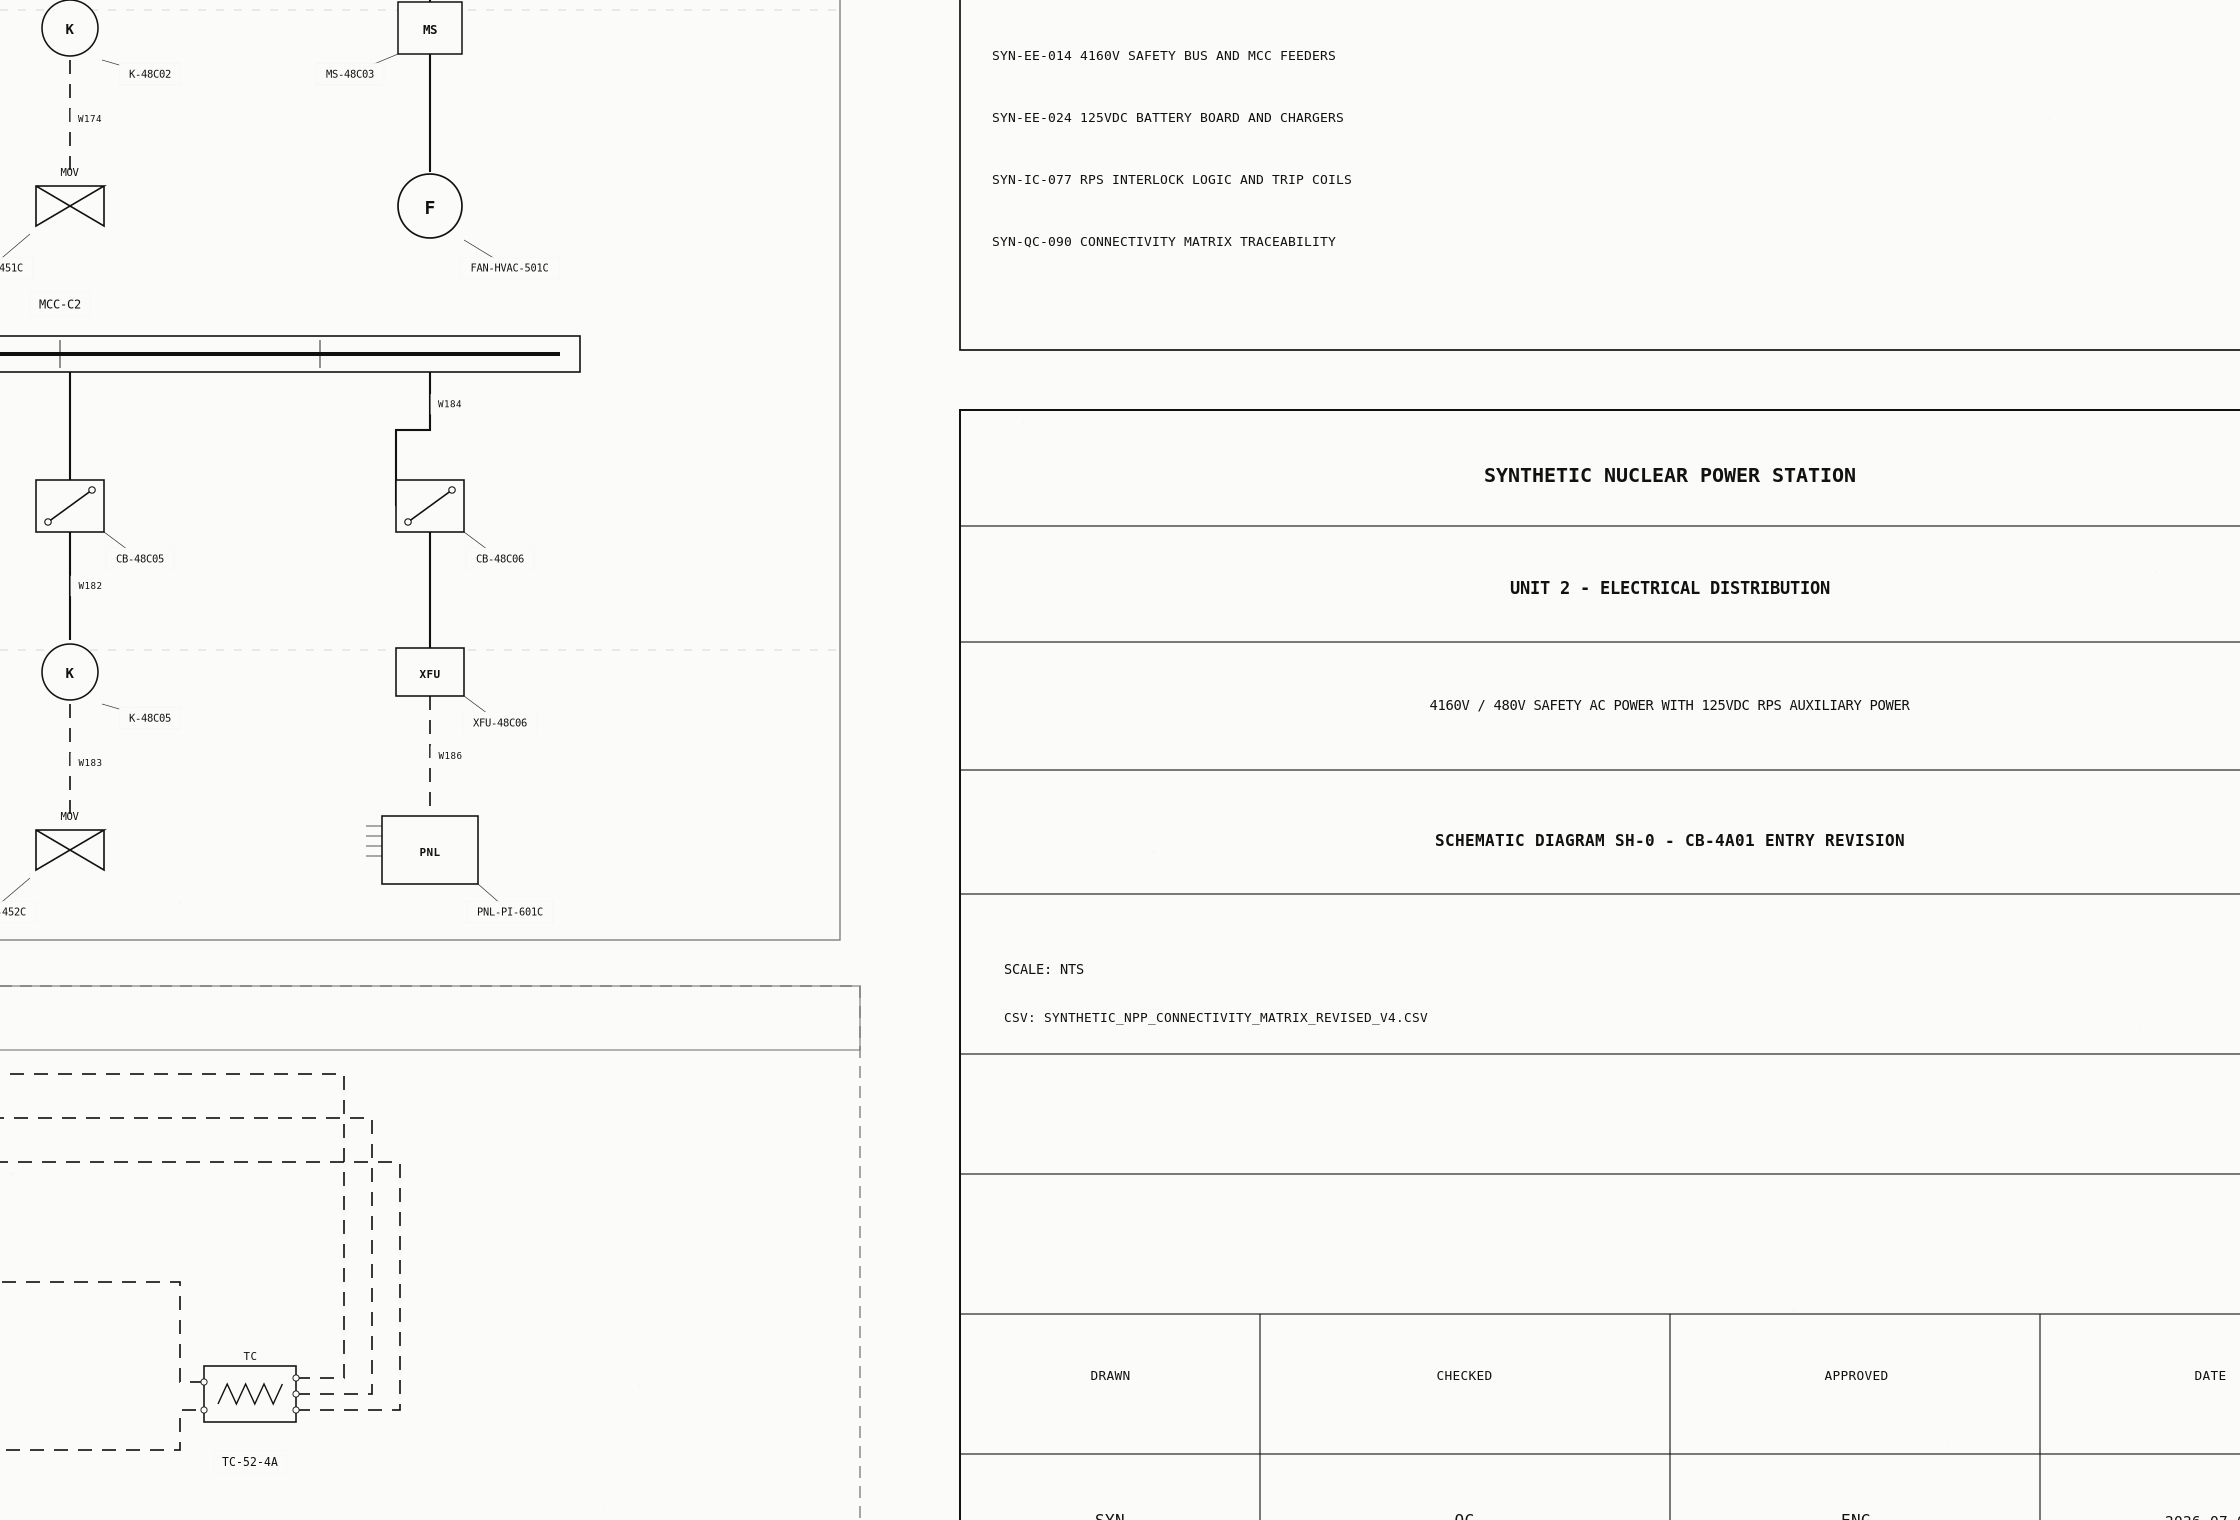 K
K-48C02
W174
MOV
451C
MS
MS-48C03
F
FAN-HVAC-501C
MCC-C2
W184
CB-48C05
CB-48C06
W182
K
K-48C05
W183
MOV
-452C
XFU
XFU-48C06
W186
PNL
PNL-PI-601C
TC
TC-52-4A
SYN-EE-014 4160V SAFETY BUS AND MCC FEEDERS
SYN-EE-024 125VDC BATTERY BOARD AND CHARGERS
SYN-IC-077 RPS INTERLOCK LOGIC AND TRIP COILS
SYN-QC-090 CONNECTIVITY MATRIX TRACEABILITY
SYNTHETIC NUCLEAR POWER STATION
UNIT 2 - ELECTRICAL DISTRIBUTION
4160V / 480V SAFETY AC POWER WITH 125VDC RPS AUXILIARY POWER
SCHEMATIC DIAGRAM SH-0 - CB-4A01 ENTRY REVISION
SCALE: NTS
CSV: SYNTHETIC_NPP_CONNECTIVITY_MATRIX_REVISED_V4.CSV
DRAWN CHECKED APPROVED DATE
SYN QC ENG